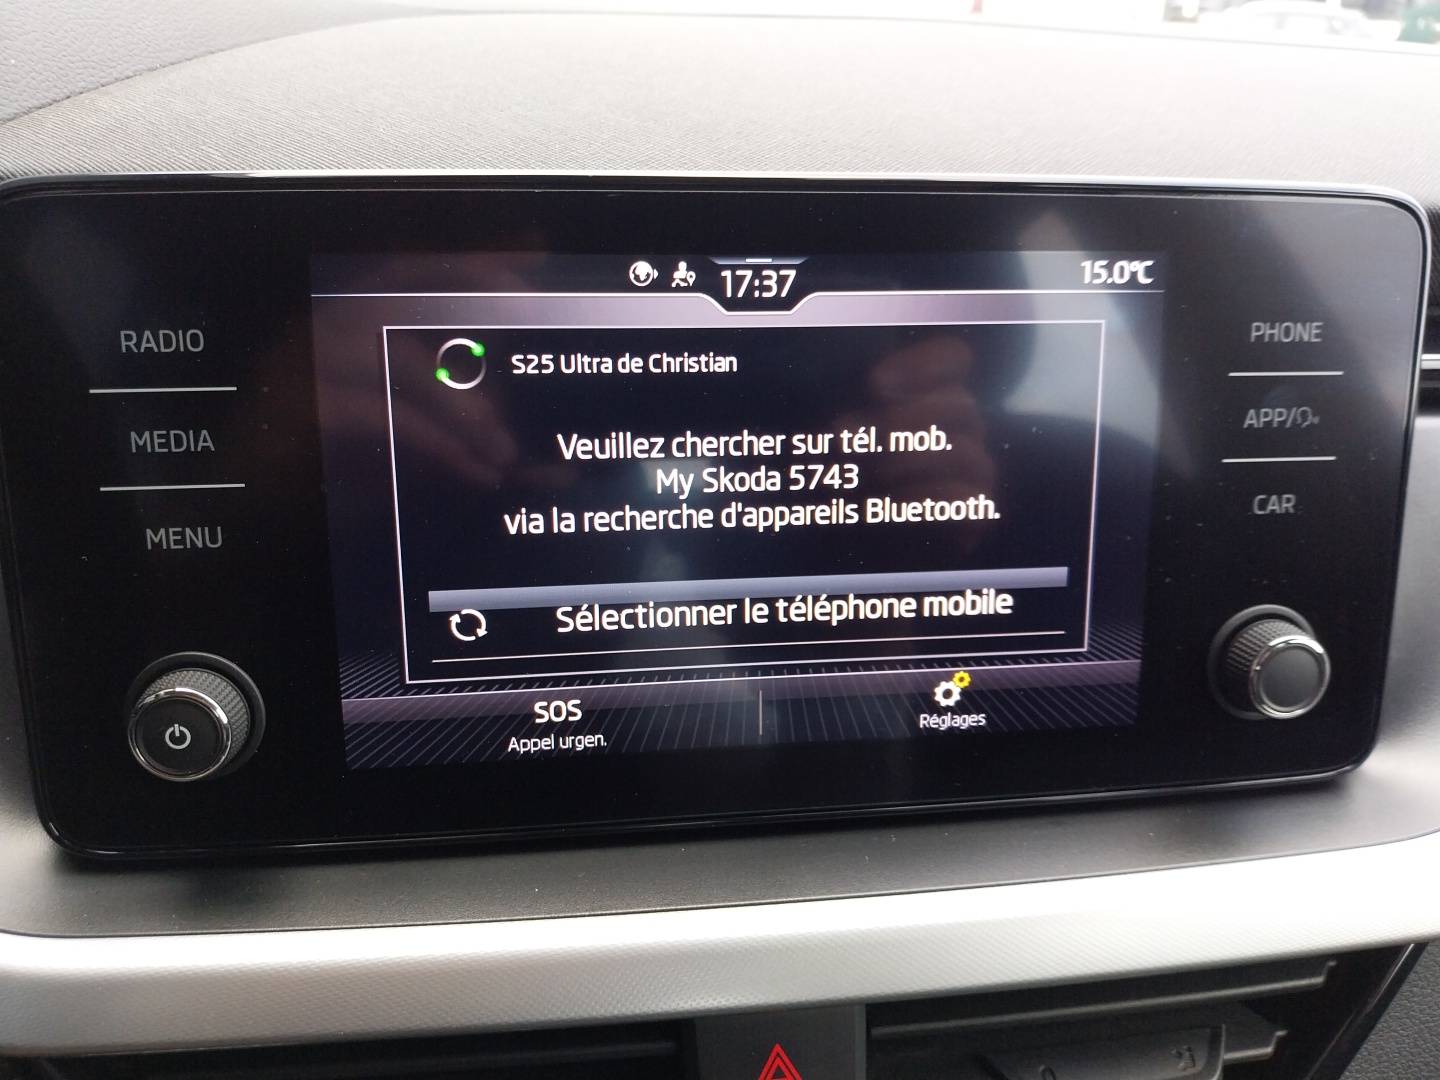 17:37
15.0°C
RADIO
MEDIA
MENU
S25 Ultra de Christian
Veuillez chercher sur tél. mob.
My Skoda 5743
via la recherche d'appareils Bluetooth.
Sélectionner le téléphone mobile
SOS
Appel urgen.
Réglages
PHONE
APP/
CAR